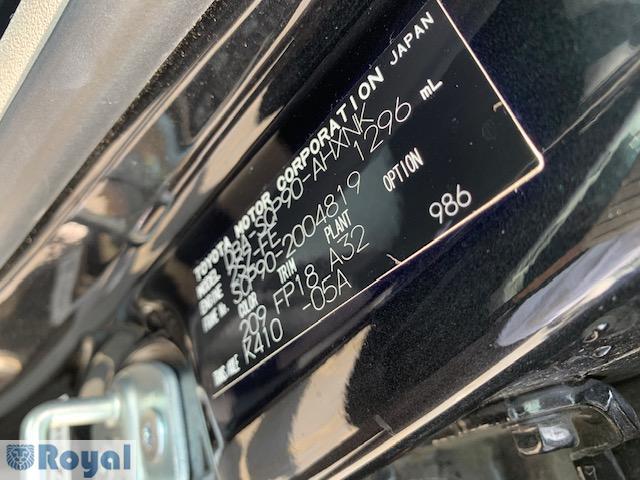 TOYOTA MOTOR CORPORATION JAPAN
MODEL DBA-SCP90-AHXNK
ENGINE 2SZ-FE 1296 mL
FRAME No. SCP90-2004819
COLOR TRIM PLANT OPTION
209 FP18 A32 986
TRANS./AXLE K410 -05A
Royal